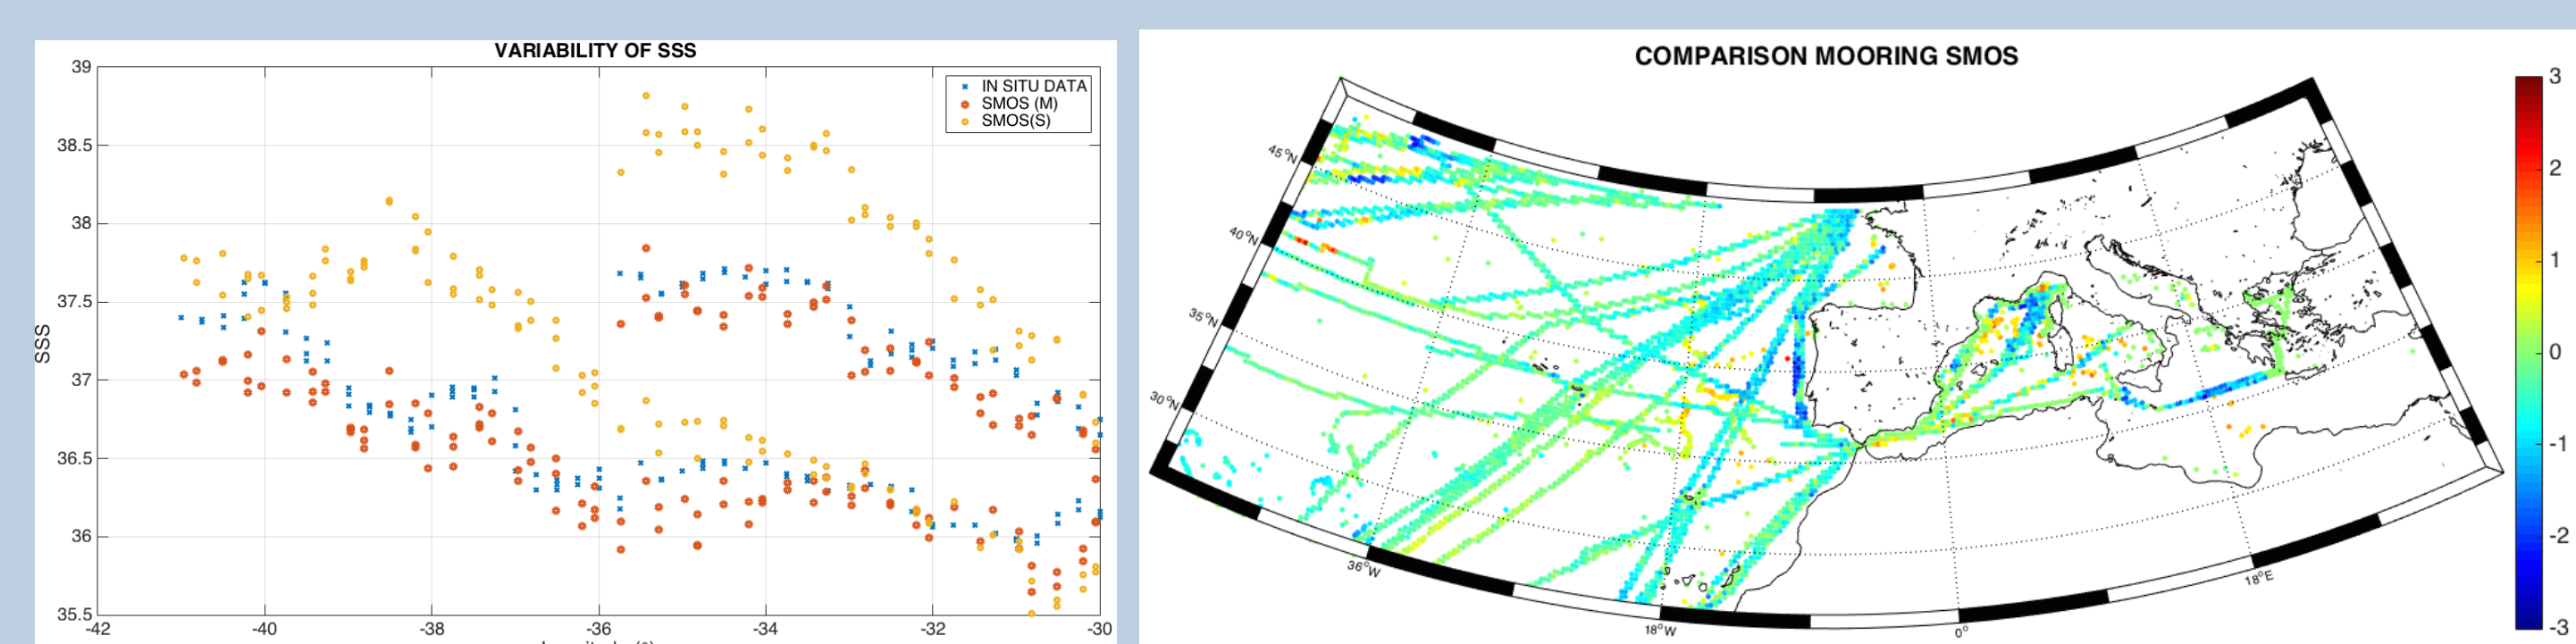 VARIABILITY OF SSS
39
38.5
38
37.5
37
36.5
36
35.5
SSS
-42 -40 -38 -36 -34 -32 -30
IN SITU DATA
SMOS (M)
SMOS(S)
COMPARISON MOORING SMOS
45°N
40°N
35°N
30°N
36°W
18°W
0°
18°E
3
2
1
0
-1
-2
-3